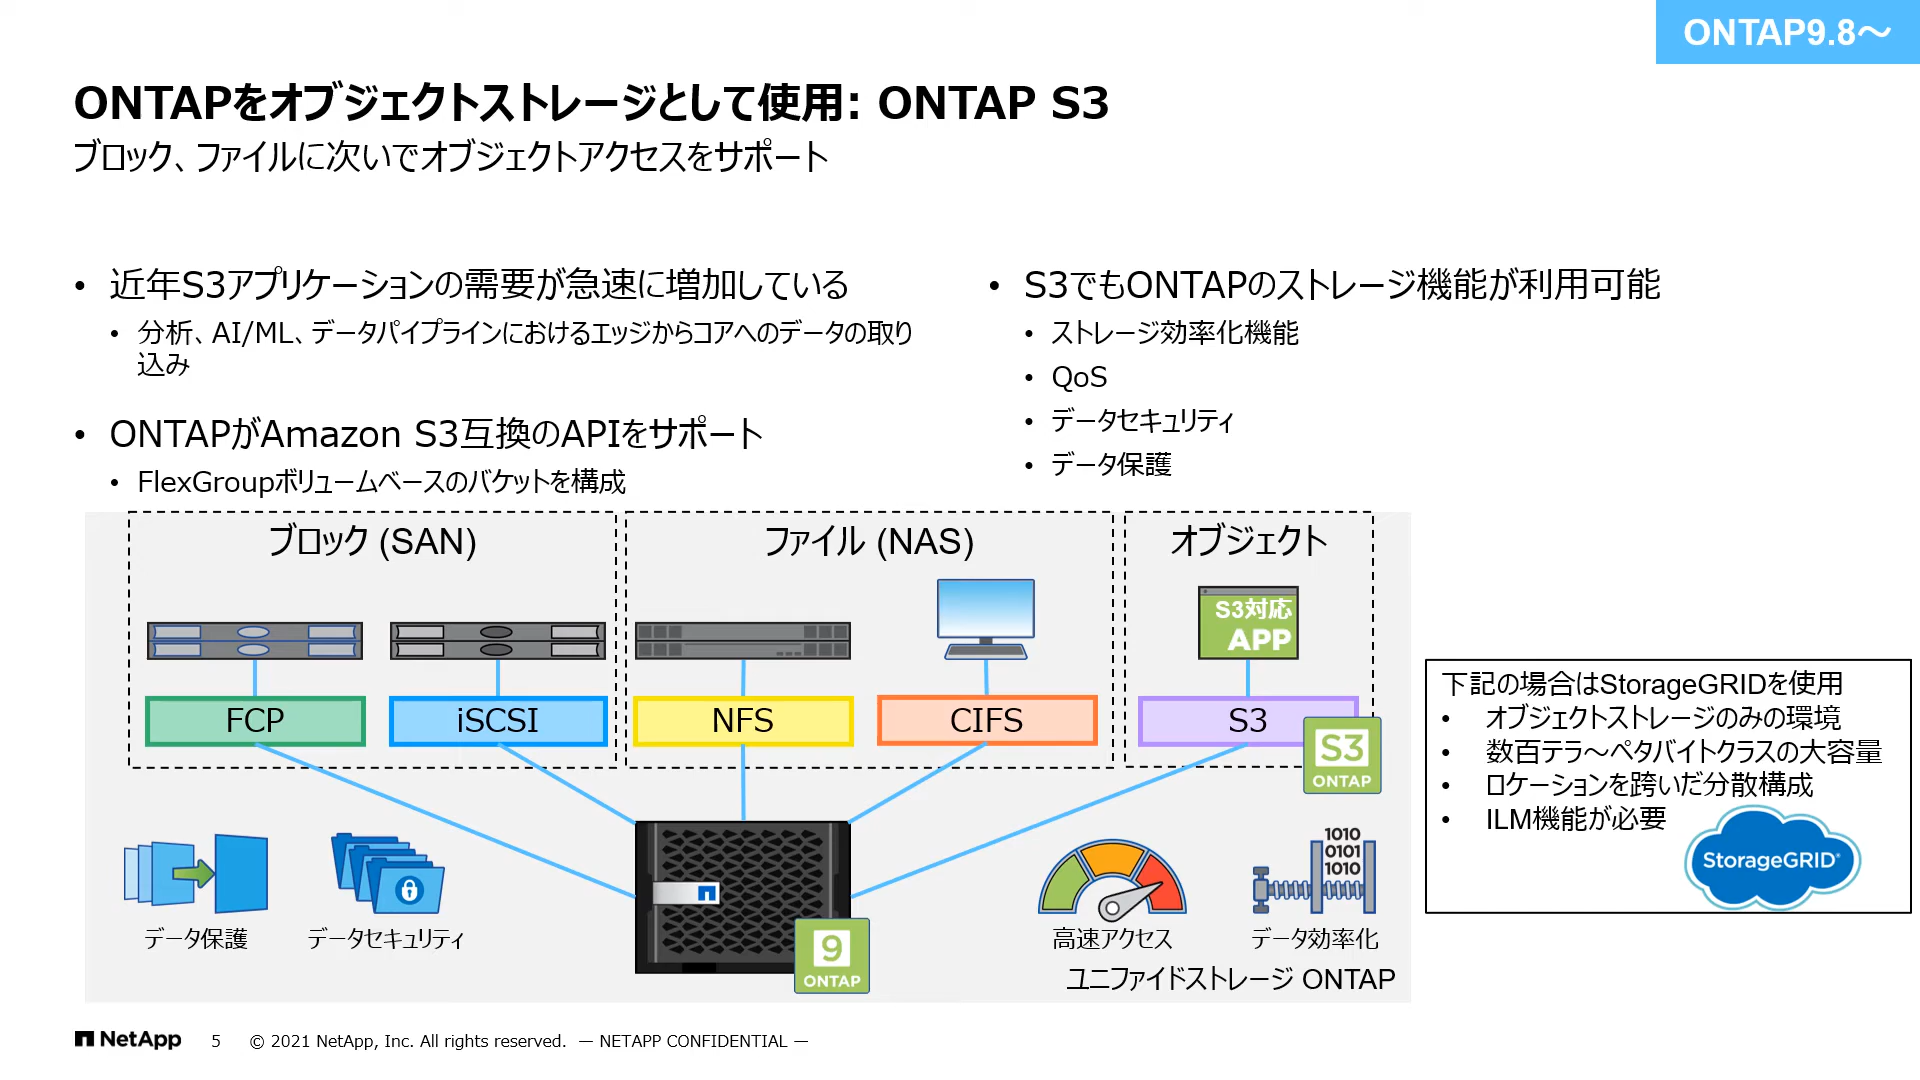 ONTAP9.8～
ONTAPをオブジェクトストレージとして使用: ONTAP S3
ブロック、ファイルに次いでオブジェクトアクセスをサポート
• 近年S3アプリケーションの需要が急速に増加している
• 分析、AI/ML、データパイプラインにおけるエッジからコアへのデータの取り
込み
• ONTAPがAmazon S3互換のAPIをサポート
• FlexGroupボリュームベースのバケットを構成
• S3でもONTAPのストレージ機能が利用可能
• ストレージ効率化機能
• QoS
• データセキュリティ
• データ保護
ブロック (SAN)
ファイル (NAS)
オブジェクト
S3対応
APP
FCP
iSCSI
NFS
CIFS
S3
S3
ONTAP
下記の場合はStorageGRIDを使用
• オブジェクトストレージのみの環境
• 数百テラ～ペタバイトクラスの大容量
• ロケーションを跨いだ分散構成
• ILM機能が必要
StorageGRID®
データ保護
データセキュリティ
9
ONTAP
高速アクセス
1010
0101
1010
データ効率化
ユニファイドストレージ ONTAP
NetApp 5 © 2021 NetApp, Inc. All rights reserved. — NETAPP CONFIDENTIAL —